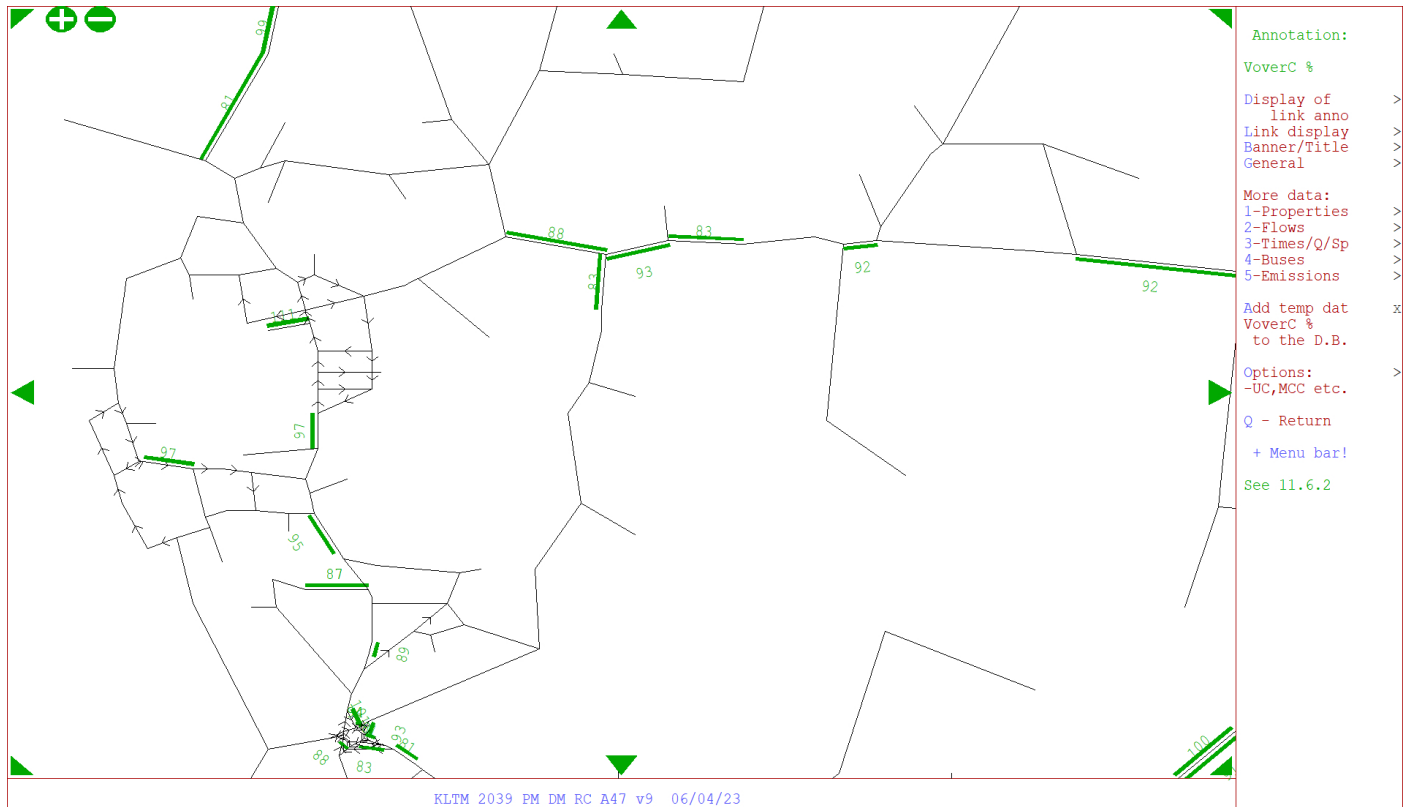 99
81
88
83
93
83
92
92
97
97
95
87
89
93
81
88
83
100
Annotation:
VoverC %
Display of >
link anno
Link display >
Banner/Title >
General >
More data:
1-Properties >
2-Flows >
3-Times/Q/Sp >
4-Buses >
5-Emissions >
Add temp dat x
VoverC %
to the D.B.
Options: >
-UC,MCC etc.
Q - Return
+ Menu bar!
See 11.6.2
KLTM 2039 PM DM RC A47 v9 06/04/23